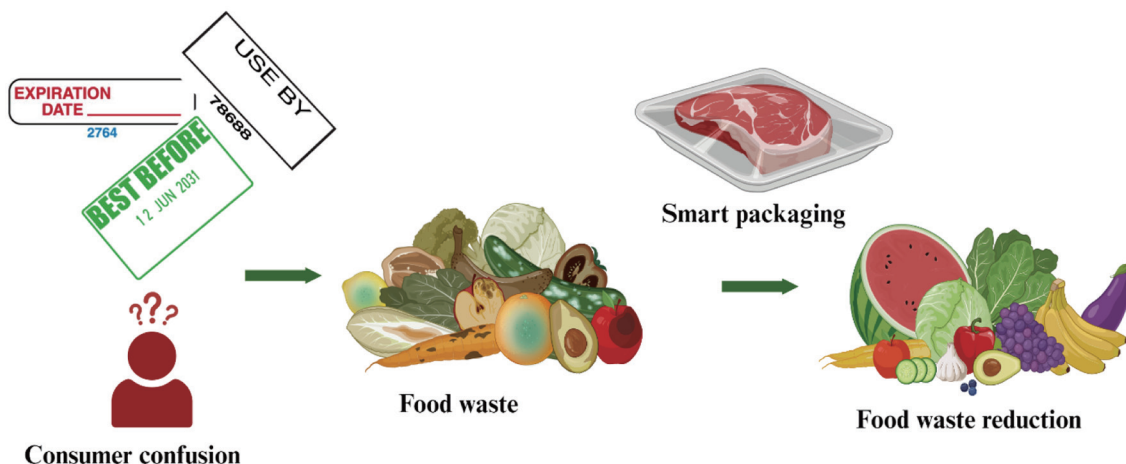 EXPIRATION
DATE
2764
USE BY
78688
BEST BEFORE
12 JUN 2031
???
Consumer confusion
Food waste
Smart packaging
Food waste reduction